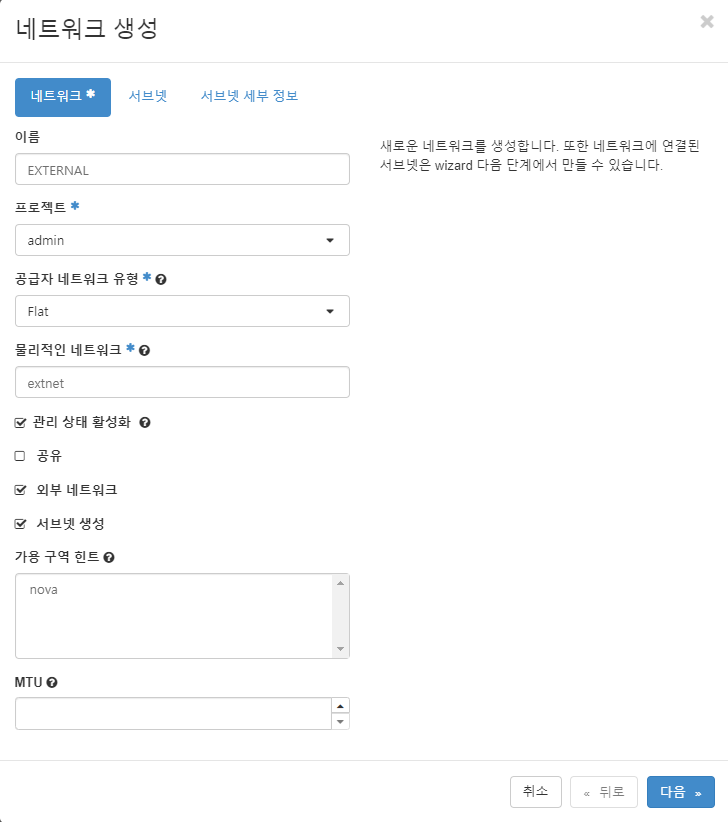 네트워크 생성
네트워크 * 서브넷 서브넷 세부 정보
이름
EXTERNAL
새로운 네트워크를 생성합니다. 또한 네트워크에 연결된
서브넷은 wizard 다음 단계에서 만들 수 있습니다.
프로젝트 *
admin
공급자 네트워크 유형 *
Flat
물리적인 네트워크 *
extnet
관리 상태 활성화
공유
외부 네트워크
서브넷 생성
가용 구역 힌트
nova
MTU
취소 « 뒤로 다음 »